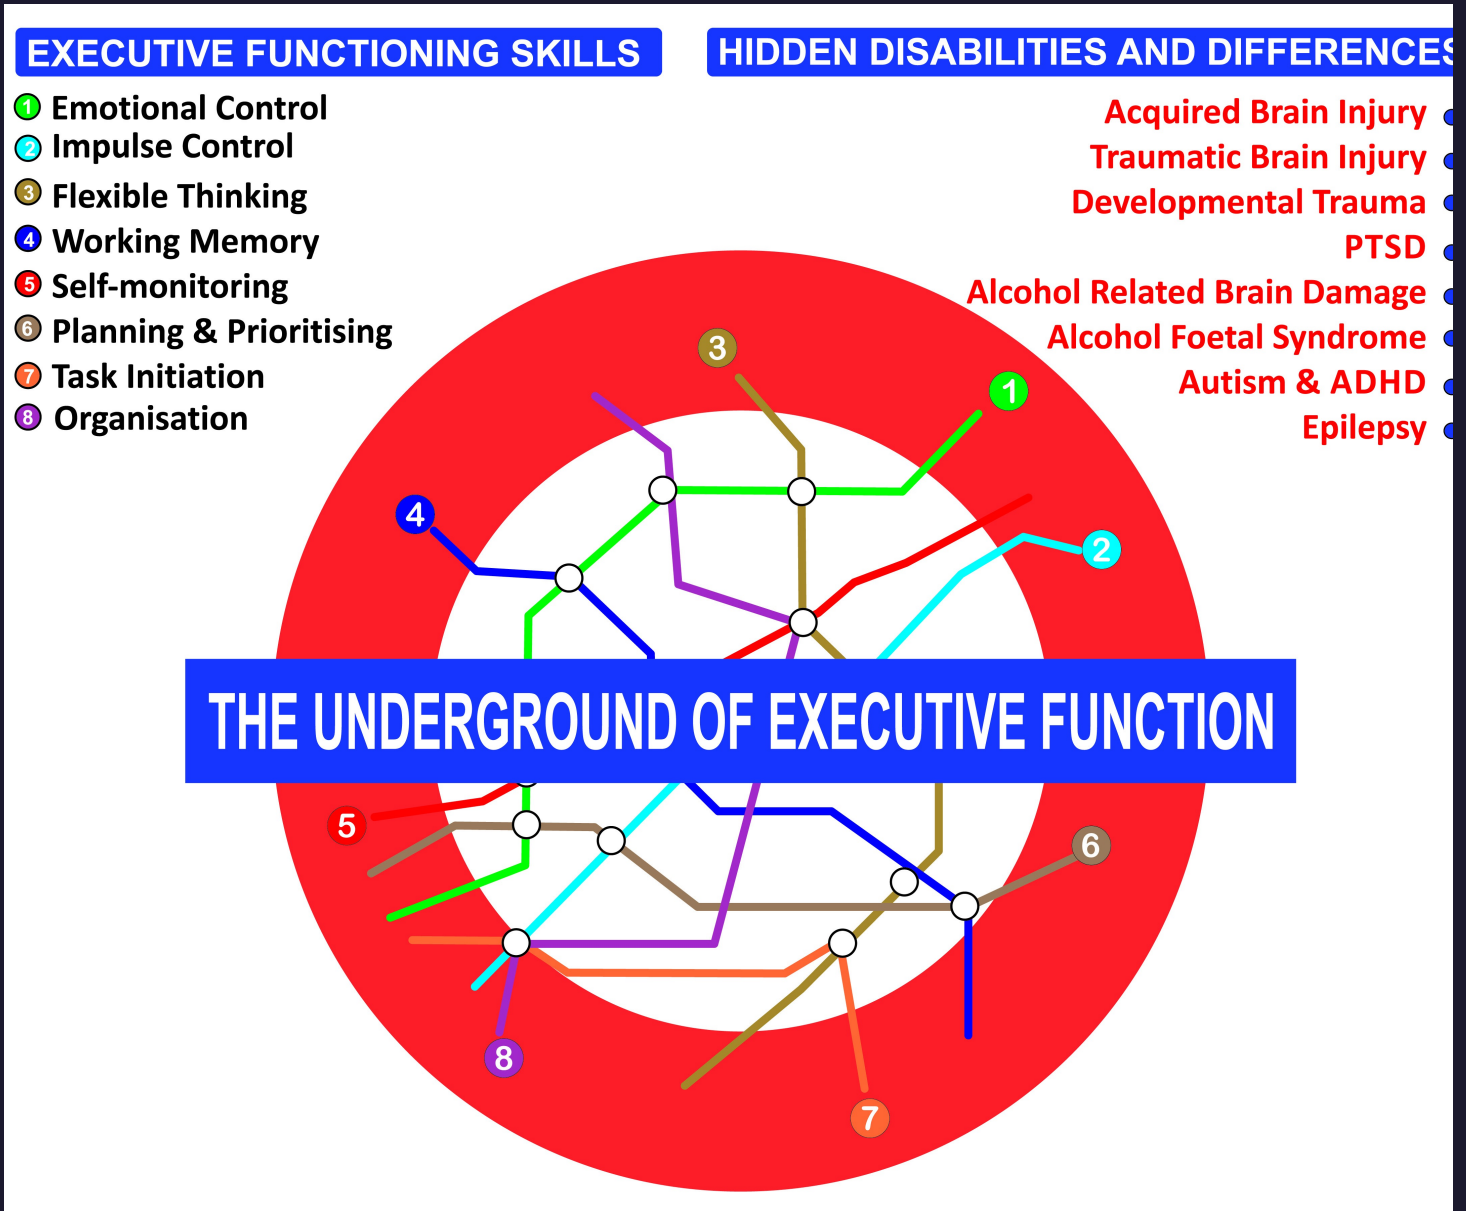 EXECUTIVE FUNCTIONING SKILLS
1 Emotional Control
2 Impulse Control
3 Flexible Thinking
4 Working Memory
5 Self-monitoring
6 Planning & Prioritising
7 Task Initiation
8 Organisation
HIDDEN DISABILITIES AND DIFFERENCES
Acquired Brain Injury
Traumatic Brain Injury
Developmental Trauma
PTSD
Alcohol Related Brain Damage
Alcohol Foetal Syndrome
Autism & ADHD
Epilepsy
3
1
4
2
THE UNDERGROUND OF EXECUTIVE FUNCTION
5
6
8
7